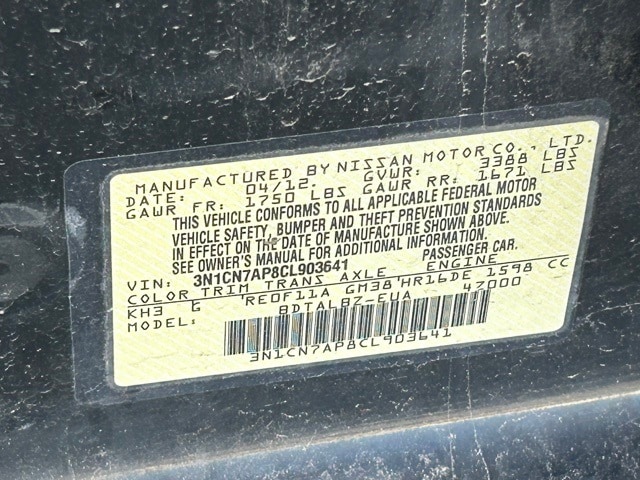 MANUFACTURED BY NISSAN MOTOR CO., LTD.
DATE: 04/12. GVWR: 3388 LBS
GAWR FR: 1750 LBS GAWR RR: 1671 LBS
THIS VEHICLE CONFORMS TO ALL APPLICABLE FEDERAL MOTOR
VEHICLE SAFETY, BUMPER AND THEFT PREVENTION STANDARDS
IN EFFECT ON THE DATE OF MANUFACTURE SHOWN ABOVE.
SEE OWNER'S MANUAL FOR ADDITIONAL INFORMATION.
VIN: 3N1CN7AP8CL903641 PASSENGER CAR.
COLOR TRIM TRANS AXLE ENGINE
KH3 G RE0F11A GM38 HR16DE 1598 CC
MODEL: BDTALBZ-EUA 47000
3N1CN7AP8CL903641